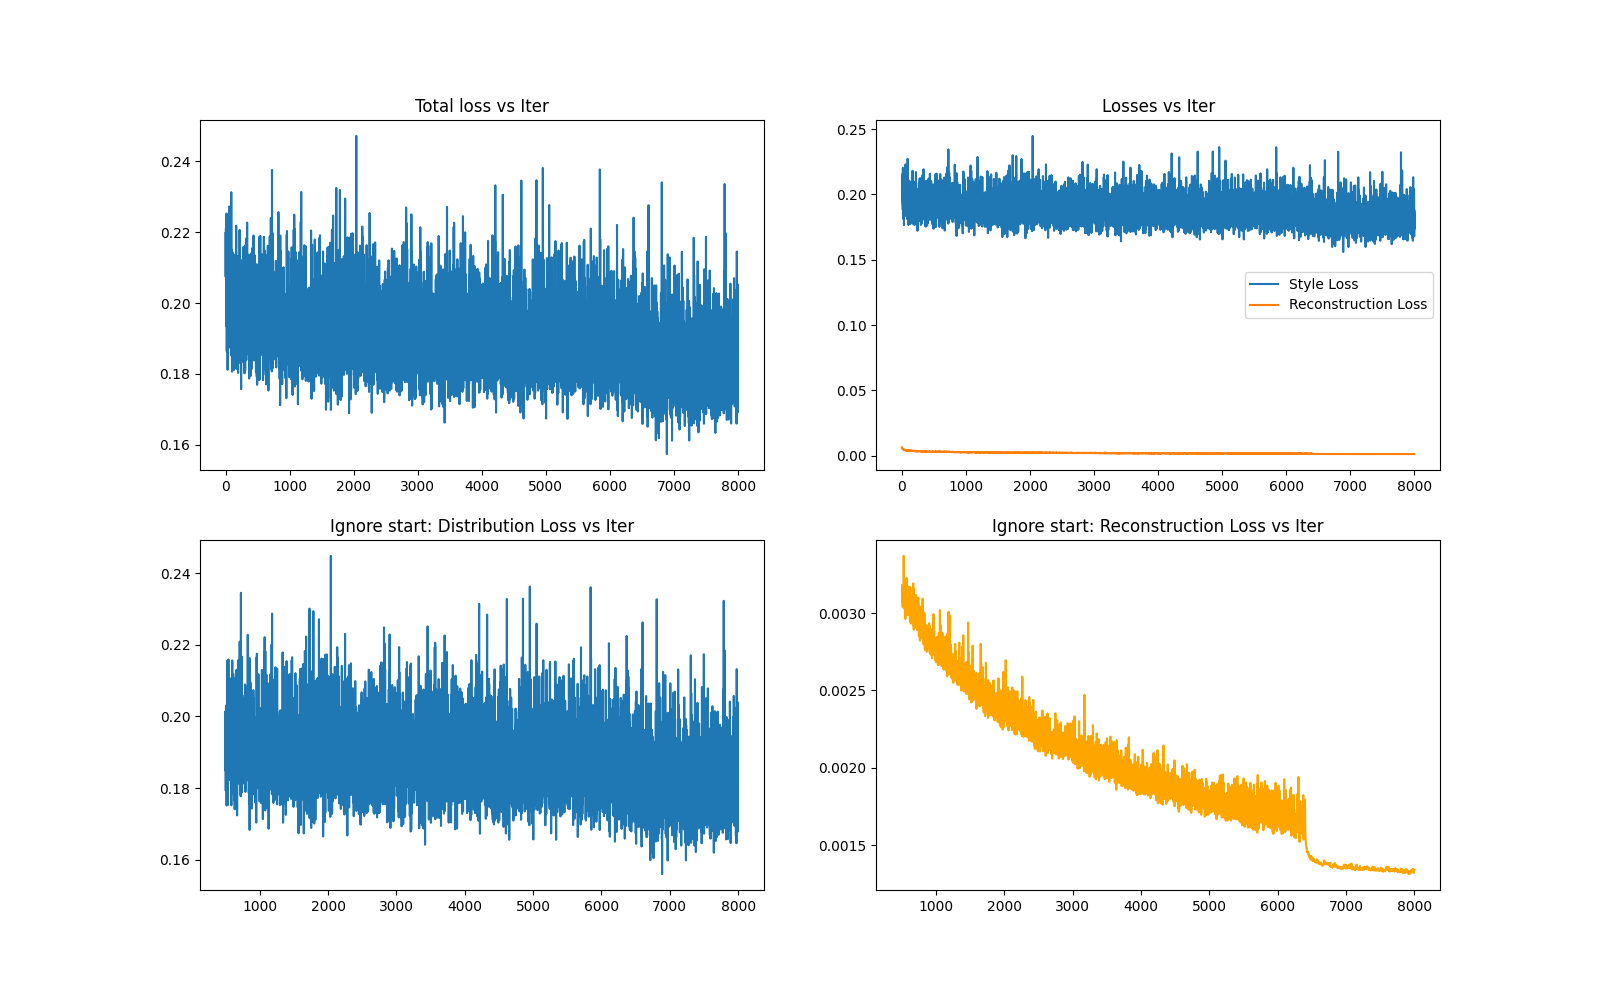 Total loss vs Iter
0.24
0.22
0.20
0.18
0.16
0 1000 2000 3000 4000 5000 6000 7000 8000
Losses vs Iter
0.25
0.20
0.15
0.10
0.05
0.00
Style Loss
Reconstruction Loss
0 1000 2000 3000 4000 5000 6000 7000 8000
Ignore start: Distribution Loss vs Iter
0.24
0.22
0.20
0.18
0.16
1000 2000 3000 4000 5000 6000 7000 8000
Ignore start: Reconstruction Loss vs Iter
0.0030
0.0025
0.0020
0.0015
1000 2000 3000 4000 5000 6000 7000 8000